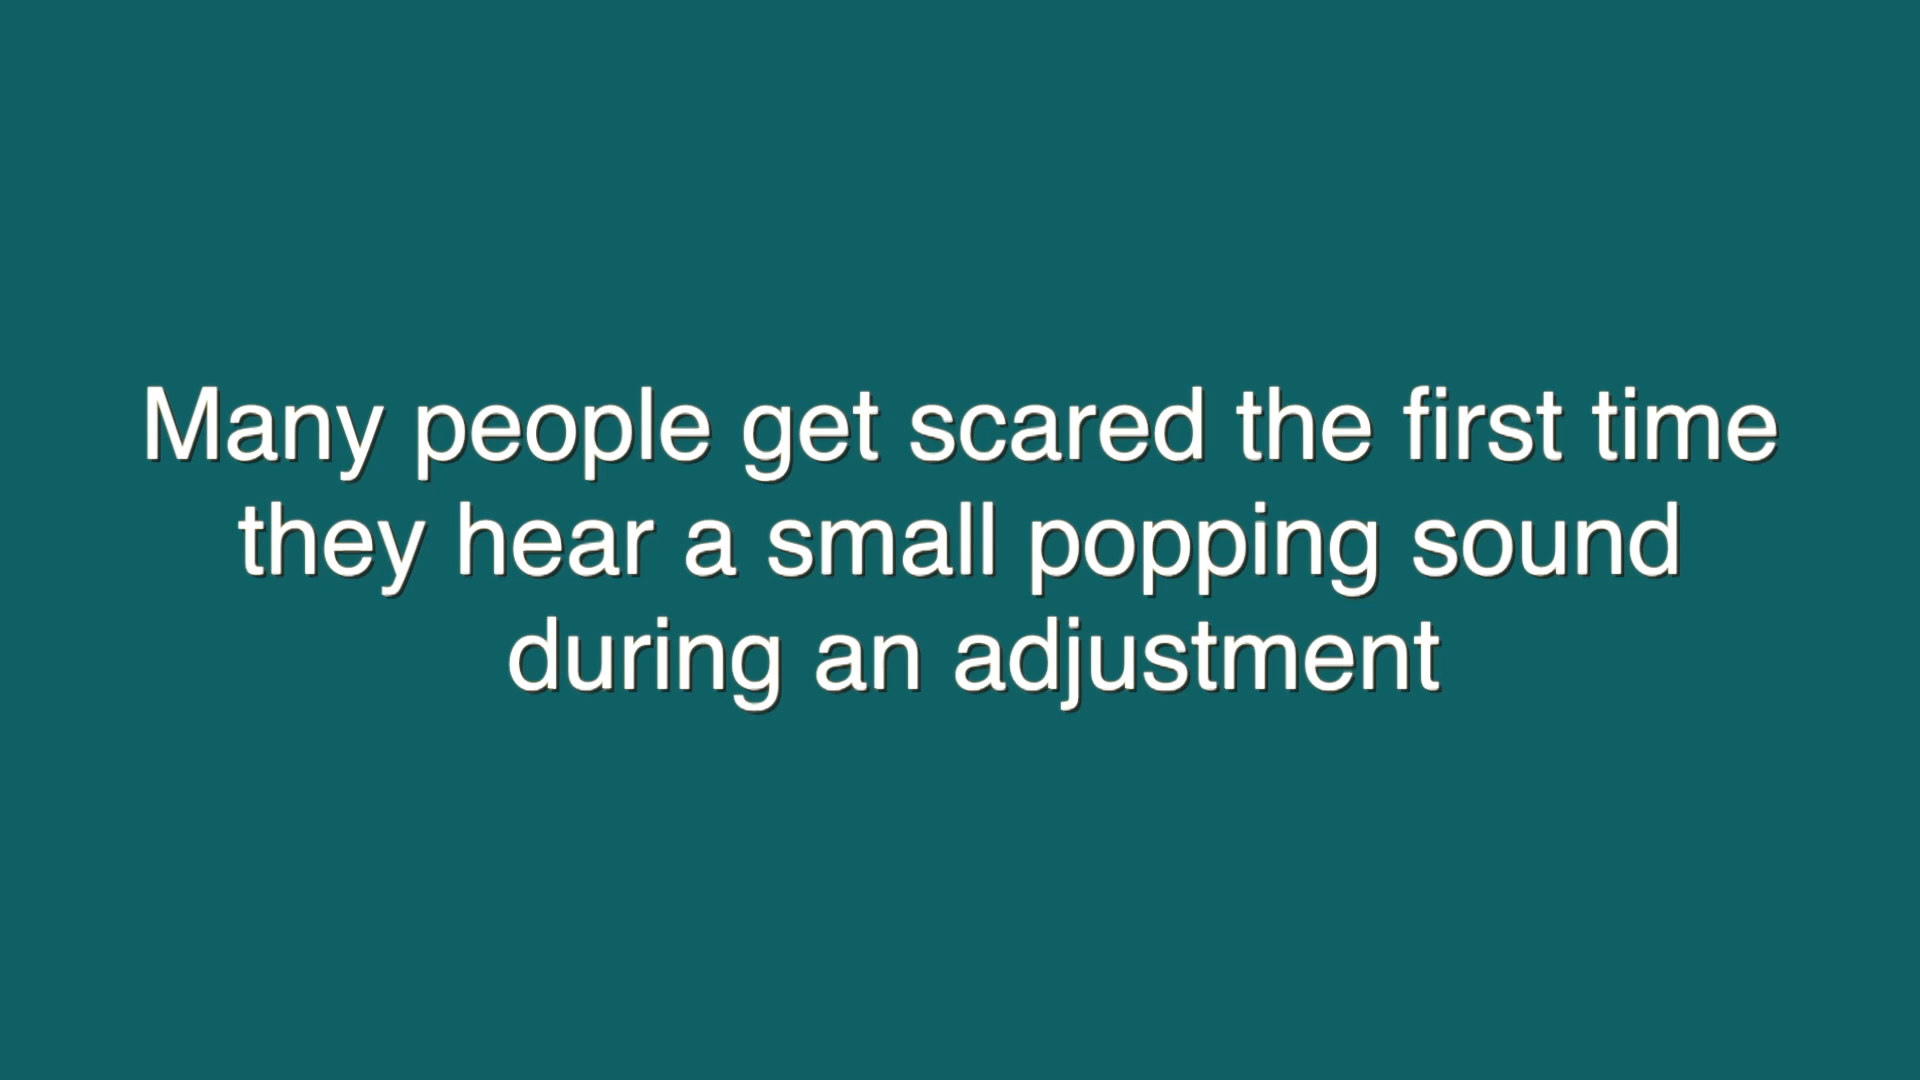 Many people get scared the first time
they hear a small popping sound
during an adjustment